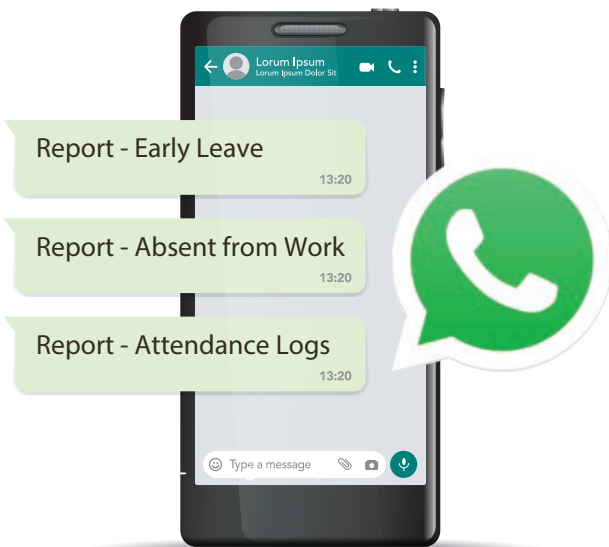 Lorum Ipsum
Lorum Ipsum Dolor Sit
Report - Early Leave
13:20
Report - Absent from Work
13:20
Report - Attendance Logs
13:20
Type a message